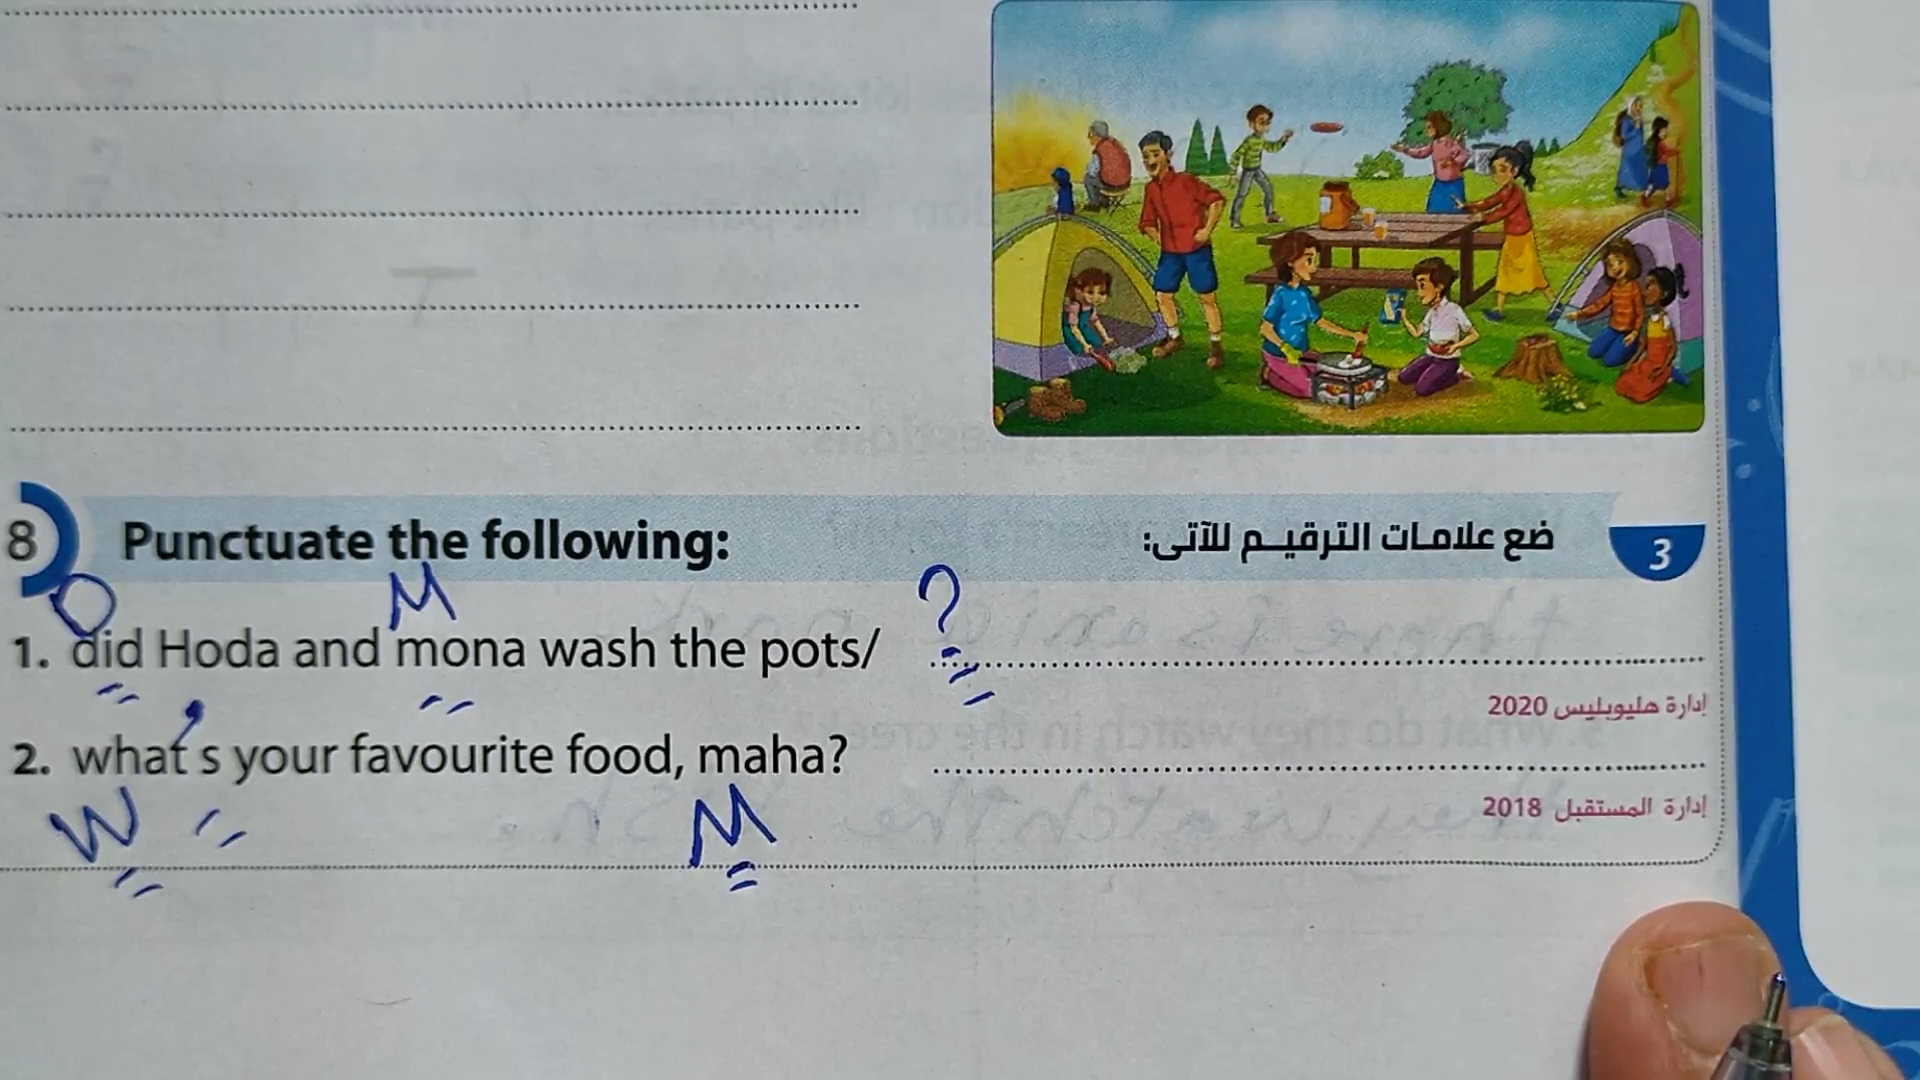 8 Punctuate the following: ضع علامات الترقيم للآتى: 3
D M ?
1. did Hoda and mona wash the pots/
إدارة هليوبليس 2020
2. what s your favourite food, maha?
W M
إدارة المستقبل 2018